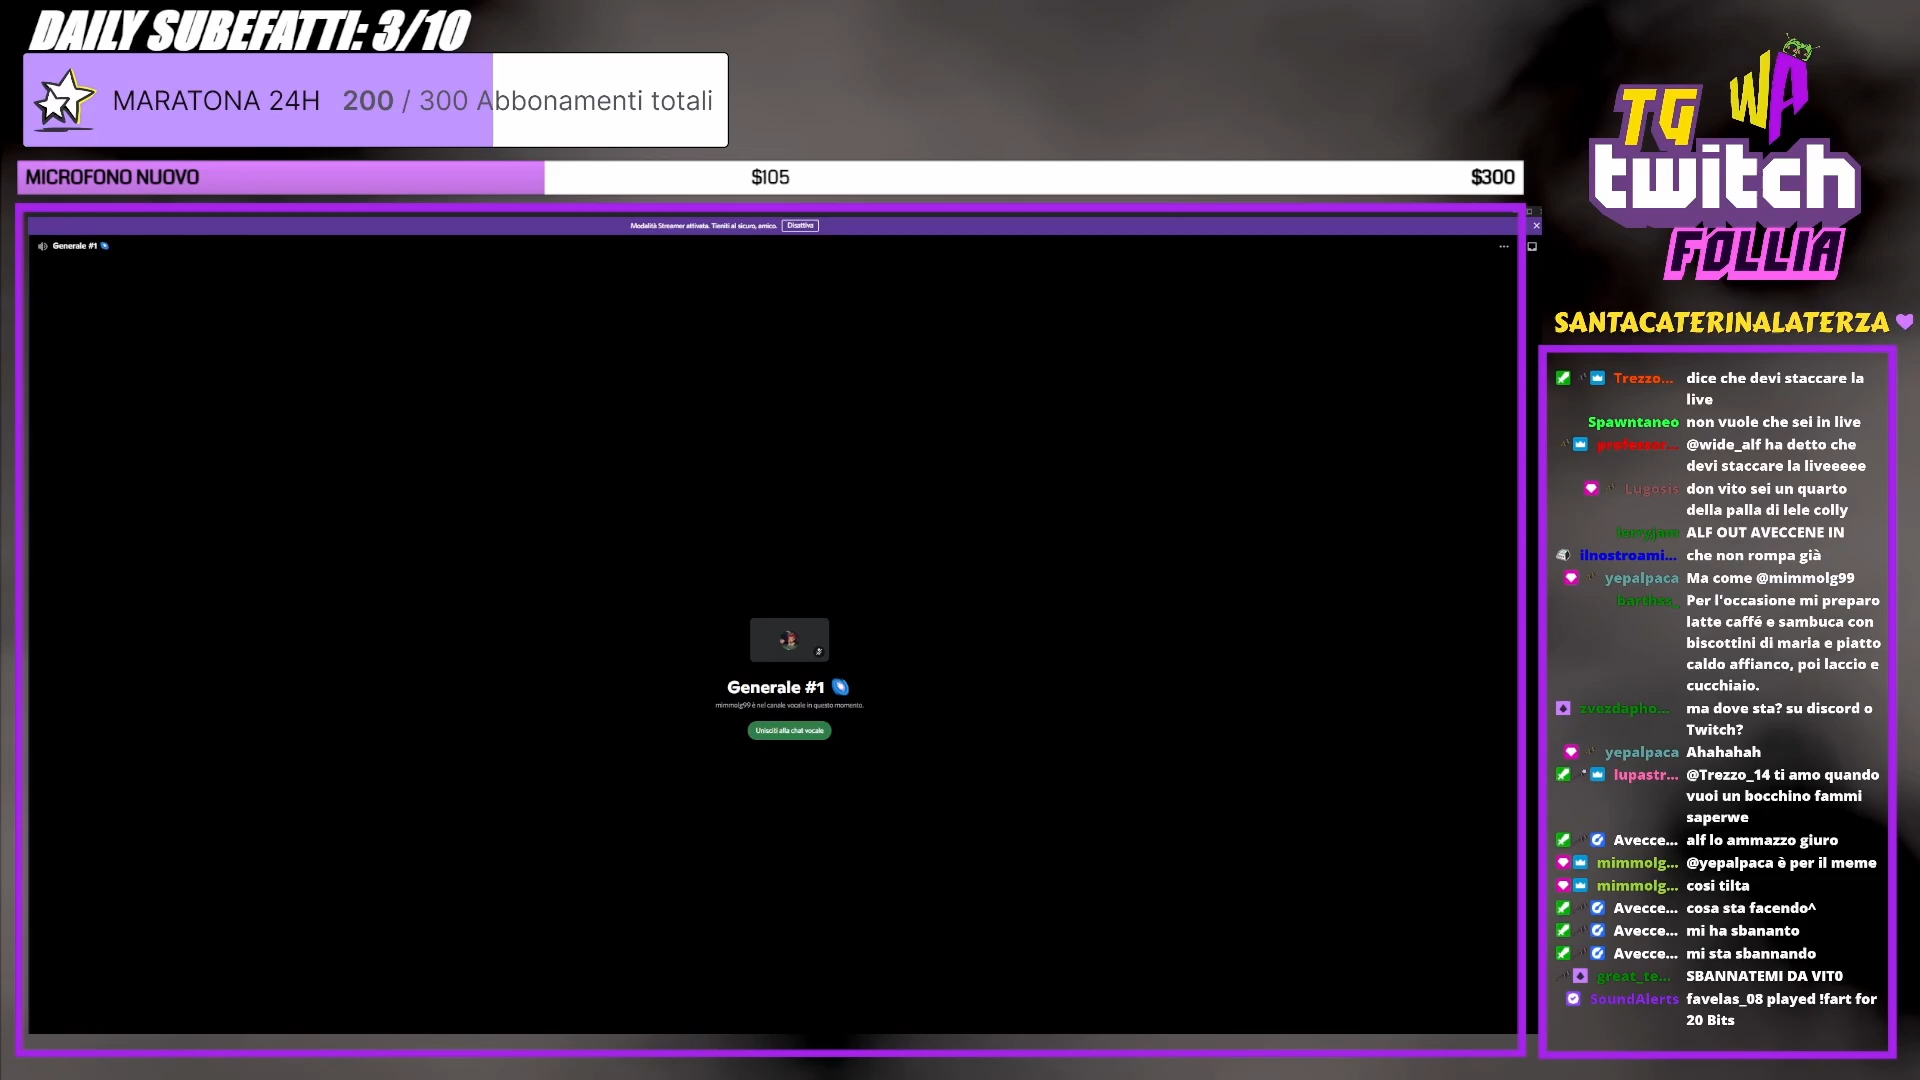 DAILY SUBEFATTI: 3/10
MARATONA 24H 200 / 300 Abbonamenti totali
MICROFONO NUOVO $105 $300
Modalità Streamer attivata. Tieniti al sicuro, amico. Disattiva
Generale #1
Generale #1
mimmolg99 è nel canale vocale in questo momento.
Unisciti alla chat vocale
WA
TG
twitch
FOLLIA
SANTACATERINALATERZA
Trezzo... dice che devi staccare la
live
Spawntaneo non vuole che sei in live
professor... @wide_alf ha detto che
devi staccare la liveeeee
Lugosis don vito sei un quarto
della palla di lele colly
ALF OUT AVECCENE IN
ilnostroami... che non rompa già
yepalpaca Ma come @mimmolg99
barthss_ Per l'occasione mi preparo
latte caffé e sambuca con
biscottini di maria e piatto
caldo affianco, poi laccio e
cucchiaio.
zvezdapho... ma dove sta? su discord o
Twitch?
yepalpaca Ahahahah
lupastr... @Trezzo_14 ti amo quando
vuoi un bocchino fammi
saperwe
Avecce... alf lo ammazzo giuro
mimmolg... @yepalpaca è per il meme
mimmolg... cosi tilta
Avecce... cosa sta facendo^
Avecce... mi ha sbananto
Avecce... mi sta sbannando
great_te... SBANNATEMI DA VIT0
SoundAlerts favelas_08 played !fart for
20 Bits